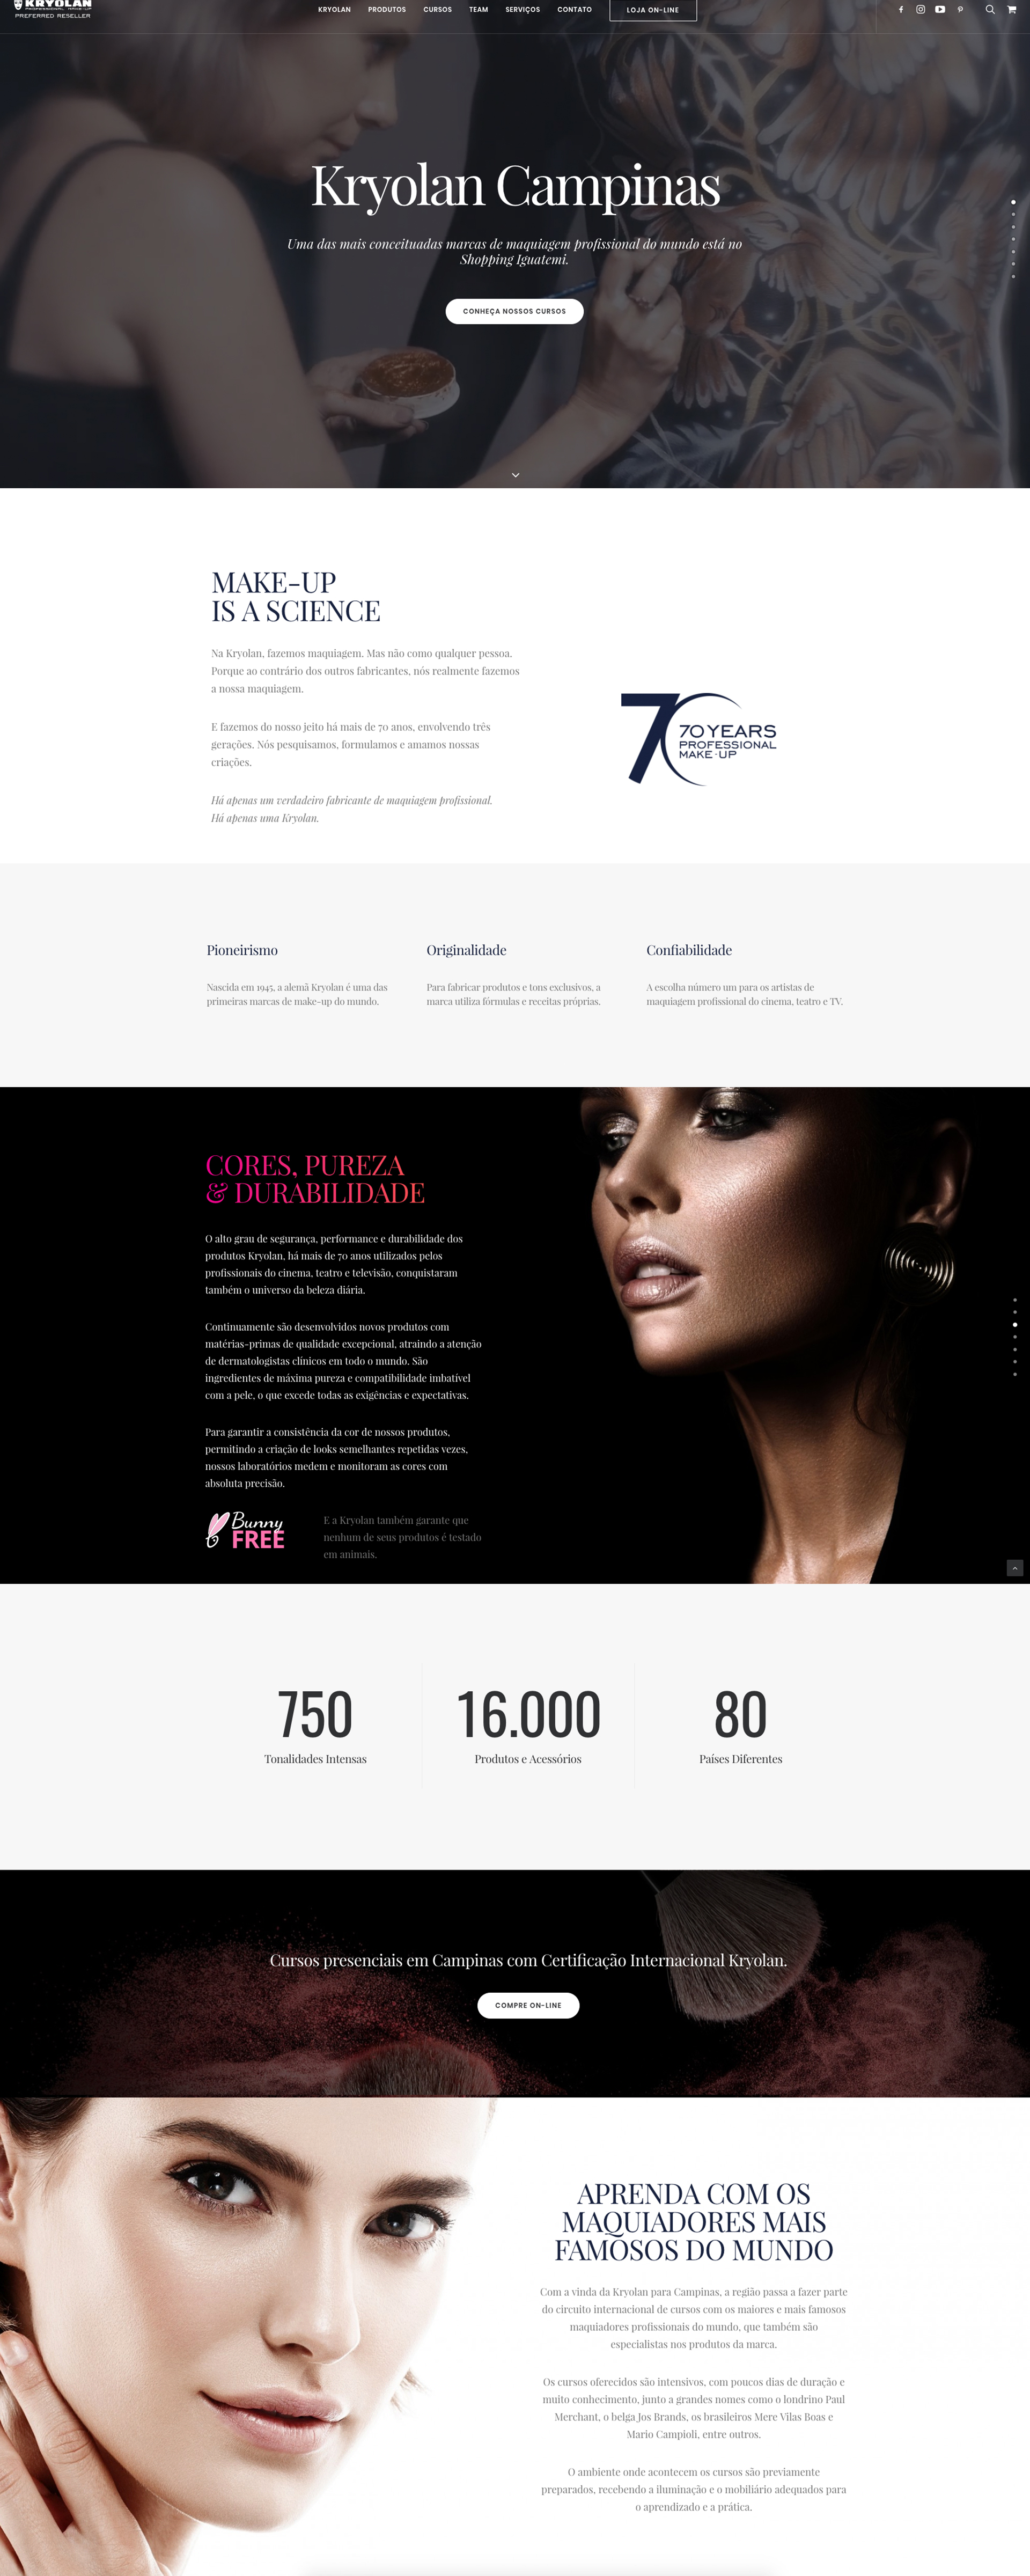 KRYOLAN
PROFESSIONAL MAKE-UP
PREFERRED RESELLER
KRYOLAN
PRODUTOS
CURSOS
TEAM
SERVIÇOS
CONTATO
LOJA ON-LINE
Kryolan Campinas
Uma das mais conceituadas marcas de maquiagem profissional do mundo está no
Shopping Iguatemi.
CONHEÇA NOSSOS CURSOS
MAKE-UP
IS A SCIENCE
Na Kryolan, fazemos maquiagem. Mas não como qualquer pessoa.
Porque ao contrário dos outros fabricantes, nós realmente fazemos
a nossa maquiagem.
E fazemos do nosso jeito há mais de 70 anos, envolvendo três
gerações. Nós pesquisamos, formulamos e amamos nossas
criações.
Há apenas um verdadeiro fabricante de maquiagem profissional.
Há apenas uma Kryolan.
70
70 YEARS
PROFESSIONAL
MAKE-UP
Pioneirismo
Nascida em 1945, a alemã Kryolan é uma das
primeiras marcas de make-up do mundo.
Originalidade
Para fabricar produtos e tons exclusivos, a
marca utiliza fórmulas e receitas próprias.
Confiabilidade
A escolha número um para os artistas de
maquiagem profissional do cinema, teatro e TV.
CORES, PUREZA
& DURABILIDADE
O alto grau de segurança, performance e durabilidade dos
produtos Kryolan, há mais de 70 anos utilizados pelos
profissionais do cinema, teatro e televisão, conquistaram
também o universo da beleza diária.
Continuamente são desenvolvidos novos produtos com
matérias-primas de qualidade excepcional, atraindo a atenção
de dermatologistas clínicos em todo o mundo. São
ingredientes de máxima pureza e compatibilidade imbatível
com a pele, o que excede todas as exigências e expectativas.
Para garantir a consistência da cor de nossos produtos,
permitindo a criação de looks semelhantes repetidas vezes,
nossos laboratórios medem e monitoram as cores com
absoluta precisão.
Bunny
FREE
E a Kryolan também garante que
nenhum de seus produtos é testado
em animais.
750
Tonalidades Intensas
16.000
Produtos e Acessórios
80
Países Diferentes
Cursos presenciais em Campinas com Certificação Internacional Kryolan.
COMPRE ON-LINE
APRENDA COM OS
MAQUIADORES MAIS
FAMOSOS DO MUNDO
Com a vinda da Kryolan para Campinas, a região passa a fazer parte
do circuito internacional de cursos com os maiores e mais famosos
maquiadores profissionais do mundo, que também são
especialistas nos produtos da marca.
Os cursos oferecidos são intensivos, com poucos dias de duração e
muito conhecimento, junto a grandes nomes como o londrino Paul
Merchant, o belga Jos Brands, os brasileiros Mere Vilas Boas e
Mario Campioli, entre outros.
O ambiente onde acontecem os cursos são previamente
preparados, recebendo a iluminação e o mobiliário adequados para
o aprendizado e a prática.